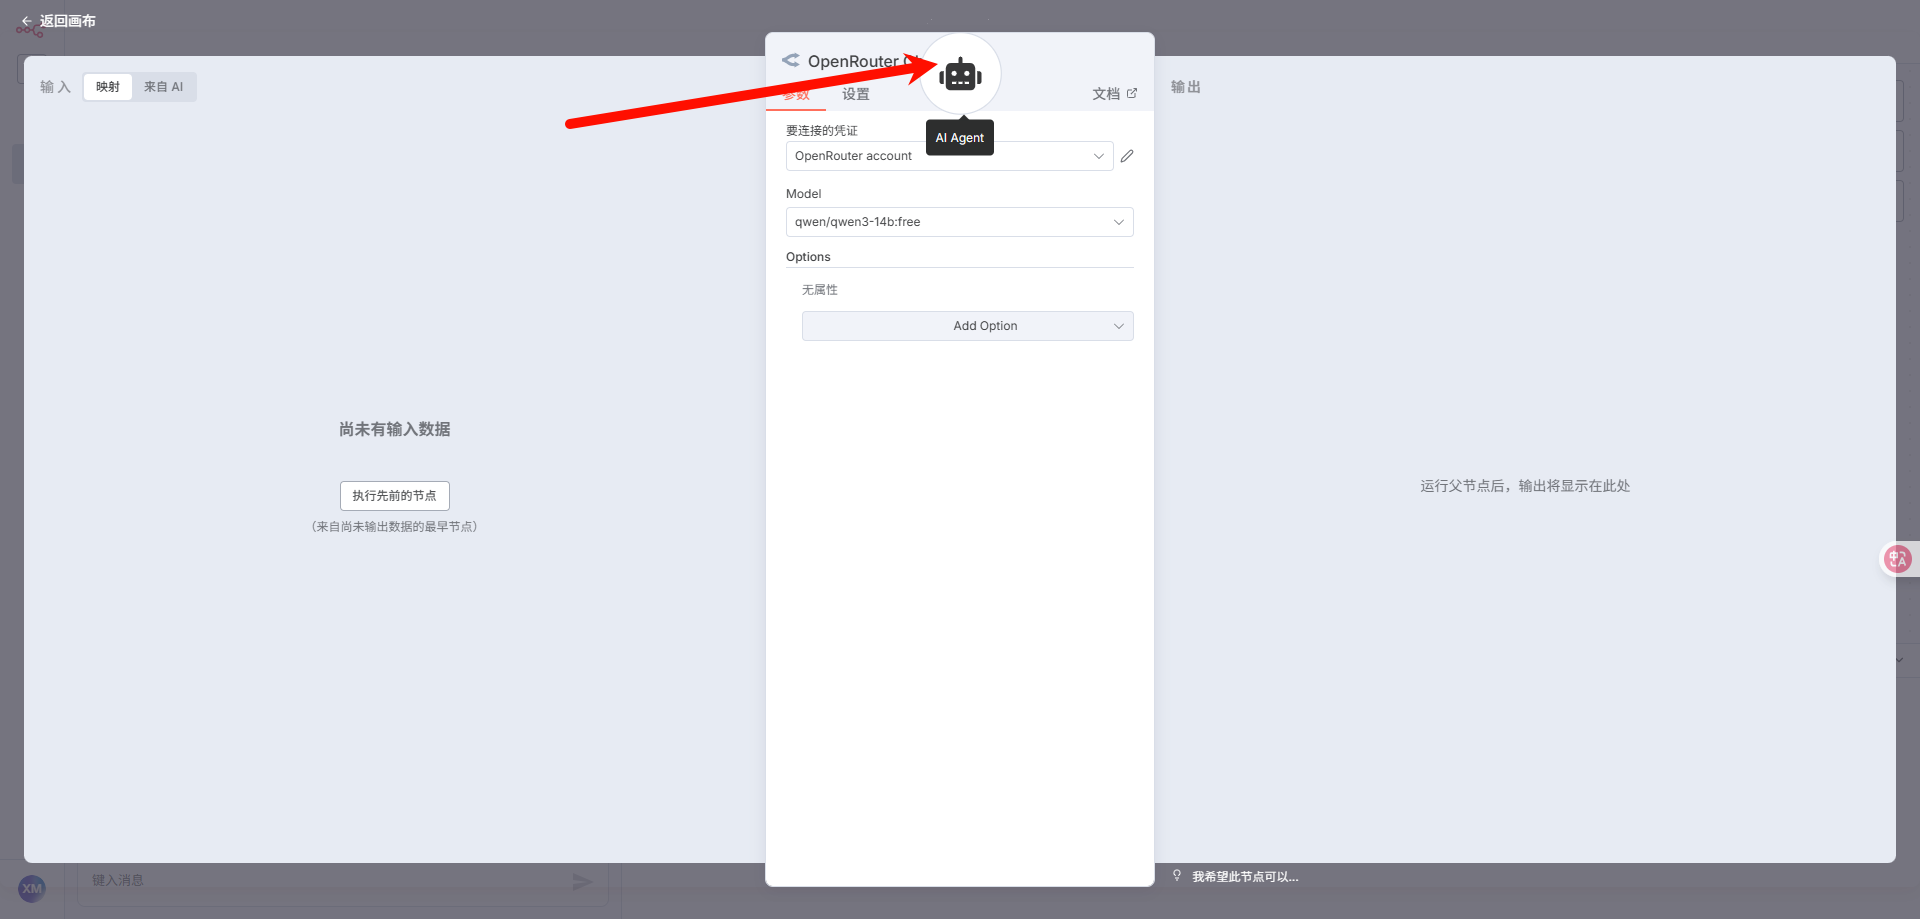 返回画布
输入
映射
来自 AI
OpenRouter
参数
设置
文档
AI Agent
要连接的凭证
OpenRouter account
Model
qwen/qwen3-14b:free
Options
无属性
Add Option
尚未有输入数据
执行先前的节点
（来自尚未输出数据的最早节点）
输出
运行父节点后，输出将显示在此处
中 A
XM
键入消息
我希望此节点可以...